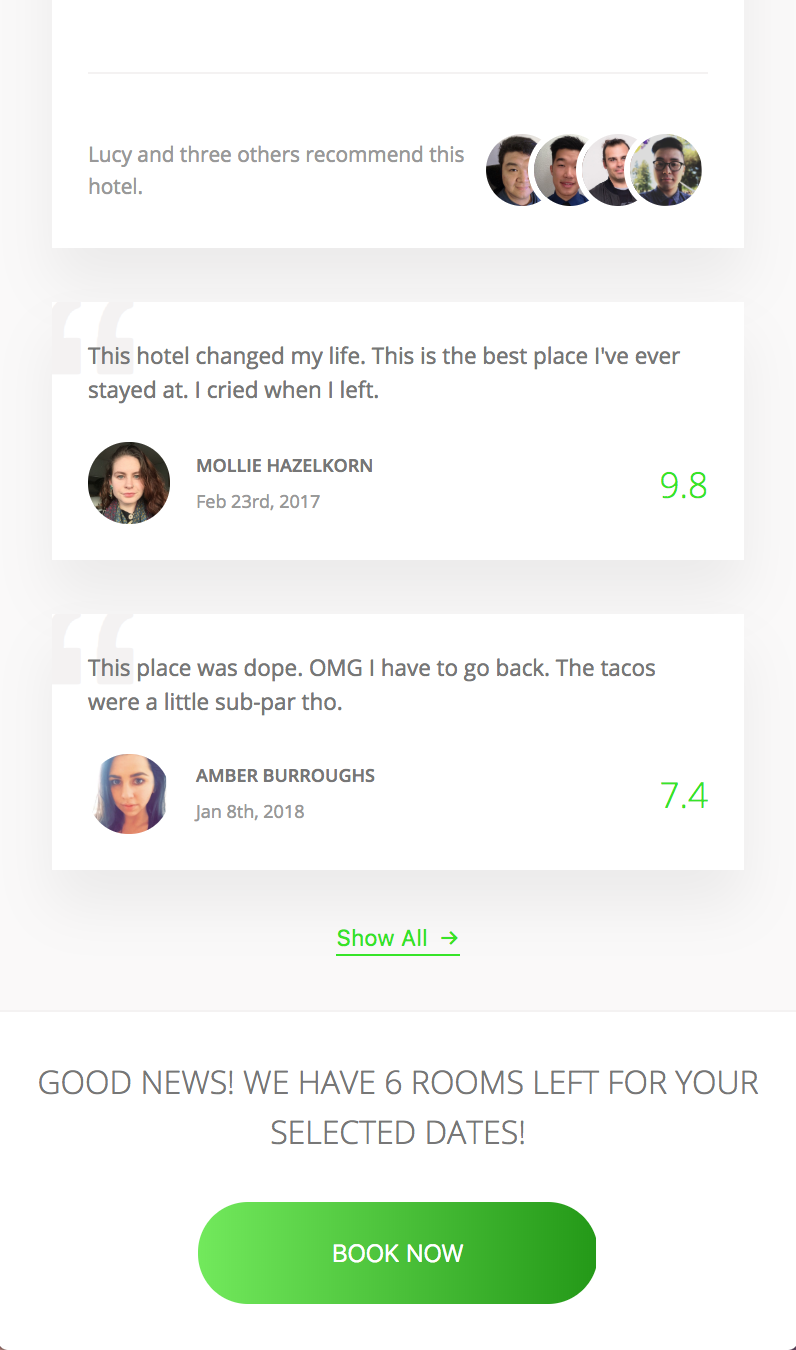 Lucy and three others recommend this
hotel.
This hotel changed my life. This is the best place I've ever
stayed at. I cried when I left.
MOLLIE HAZELKORN
Feb 23rd, 2017
9.8
This place was dope. OMG I have to go back. The tacos
were a little sub-par tho.
AMBER BURROUGHS
Jan 8th, 2018
7.4
Show All →
GOOD NEWS! WE HAVE 6 ROOMS LEFT FOR YOUR
SELECTED DATES!
BOOK NOW